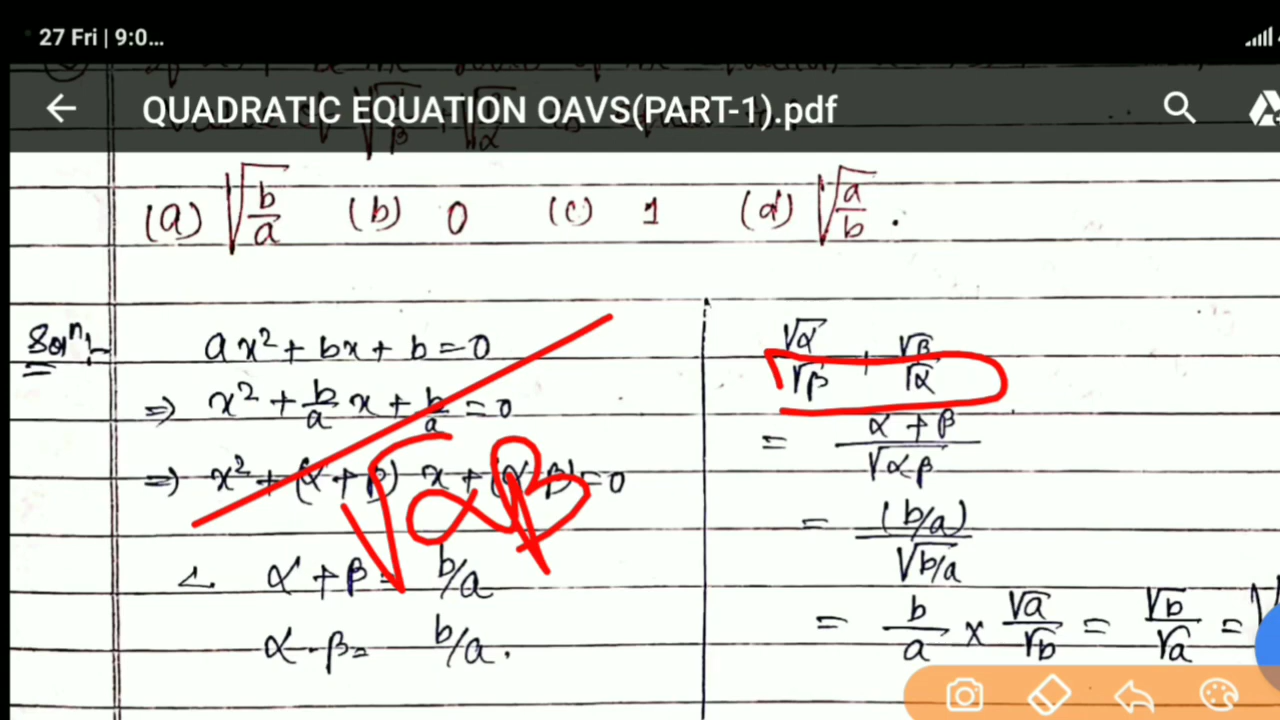 27 Fri | 9:0...
QUADRATIC EQUATION OAVS(PART-1).pdf
(a) √(b/a) (b) 0 (c) 1 (d) √(a/b) .
Solⁿ:-
ax² + bx + b = 0
⇒ x² + b/a x + b/a = 0
⇒ x² + (α + β) x + (α β) = 0
√αβ
∴ α + β = b/a
α · β = b/a .
√α/√β + √β/√α
= α + β/√αβ
= (b/a)/√b/a
= b/a × √a/√b = √b/√a =